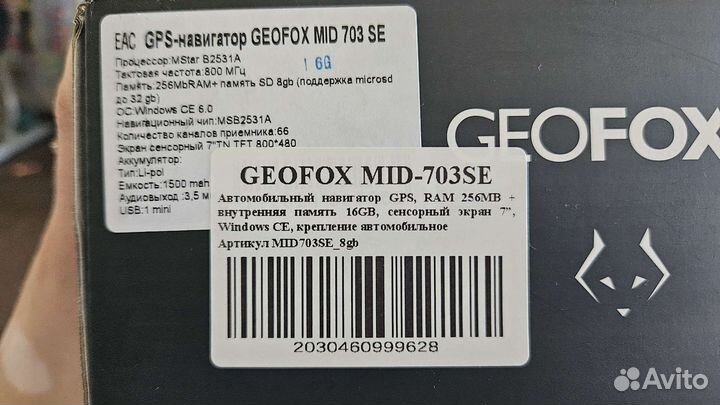 EAC GPS-навигатор GEOFOX MID 703 SE
Процессор:MStar B2531A
Тактовая частота:800 МГц
16G
Память:256MbRAM+ память SD 8gb (поддержка microsd
до 32 gb)
ОС:Windows CE 6.0
Навигационный чип:MSB2531A
Количество каналов приемника:66
Экран сенсорный 7"TN TFT 800*480
Аккумулятор:
Тип:Li-pol
Емкость:1500 mah
Аудиовыход :3,5 м
USB:1 mini
GEOFOX
GEOFOX MID-703SE
Автомобильный навигатор GPS, RAM 256MB +
внутренняя память 16GB, сенсорный экран 7”,
Windows CE, крепление автомобильное
Артикул MID703SE_8gb
2030460999628
Avito